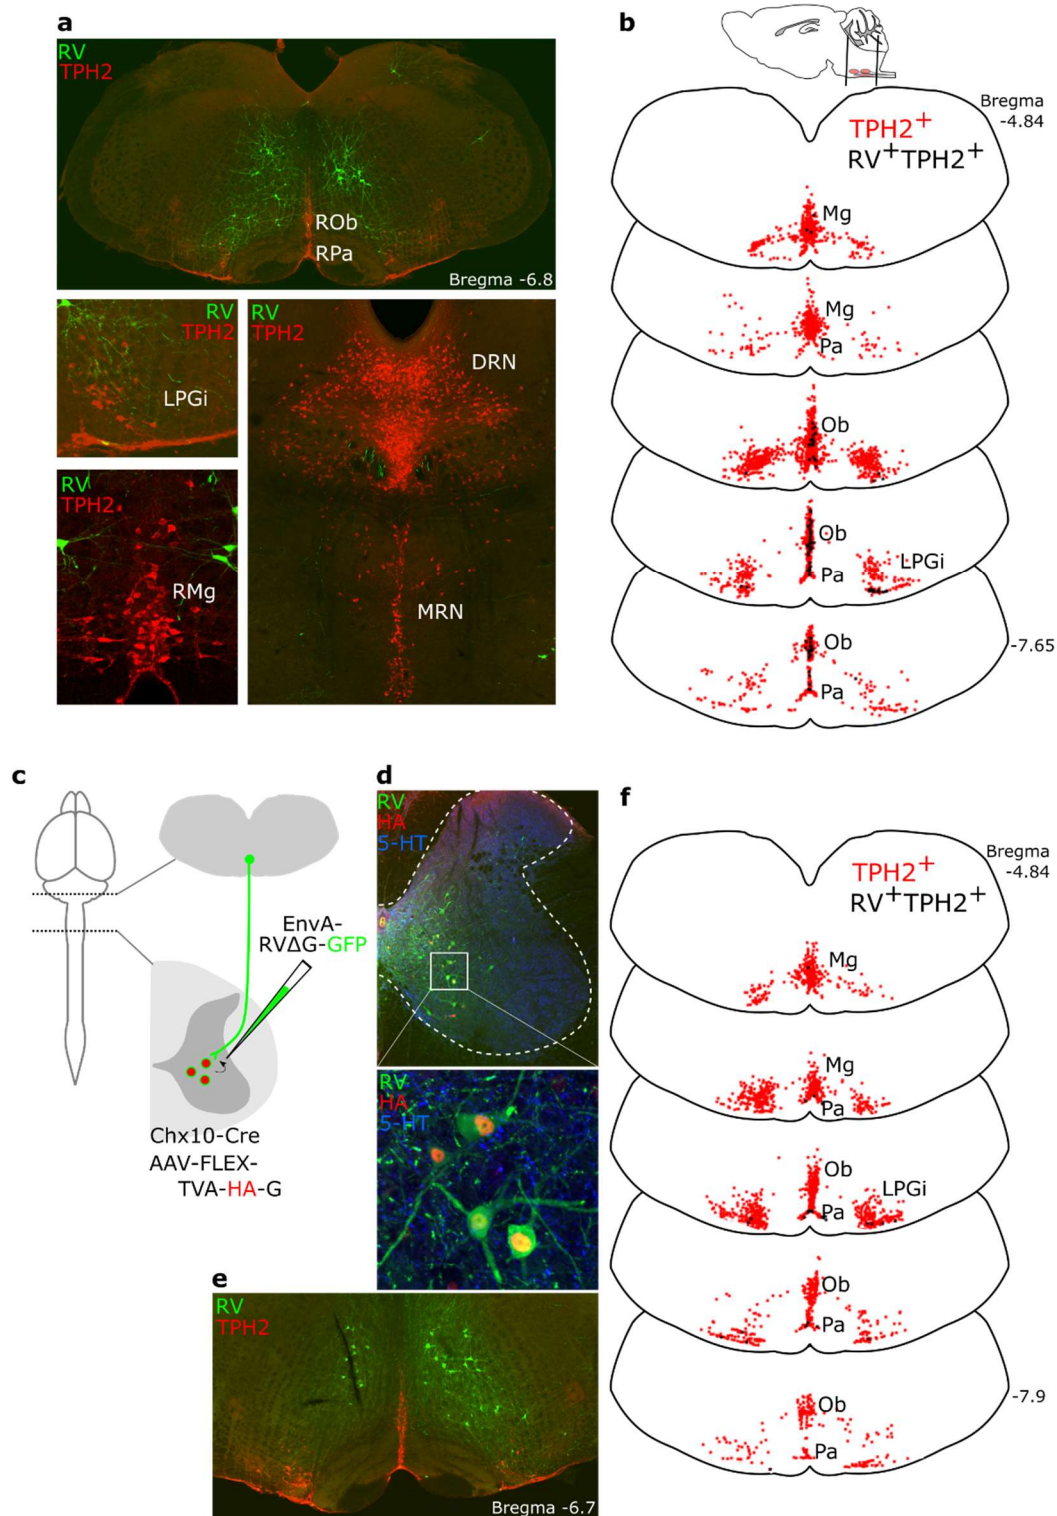 a
RV
TPH2
ROb
RPa
Bregma -6.8
RV
TPH2
LPGi
RV
TPH2
DRN
MRN
RV
TPH2
RMg
b
Bregma
-4.84
TPH2+
RV+TPH2+
Mg
Mg
Pa
Ob
Ob
LPGi
Pa
Ob
-7.65
Pa
c
EnvA-
RVΔG-GFP
Chx10-Cre
AAV-FLEX-
TVA-HA-G
d
RV
HA
5-HT
RV
HA
5-HT
e
RV
TPH2
Bregma -6.7
f
Bregma
-4.84
TPH2+
RV+TPH2+
Mg
Mg
Pa
Ob
LPGi
Pa
Ob
Pa
-7.9
Ob
Pa